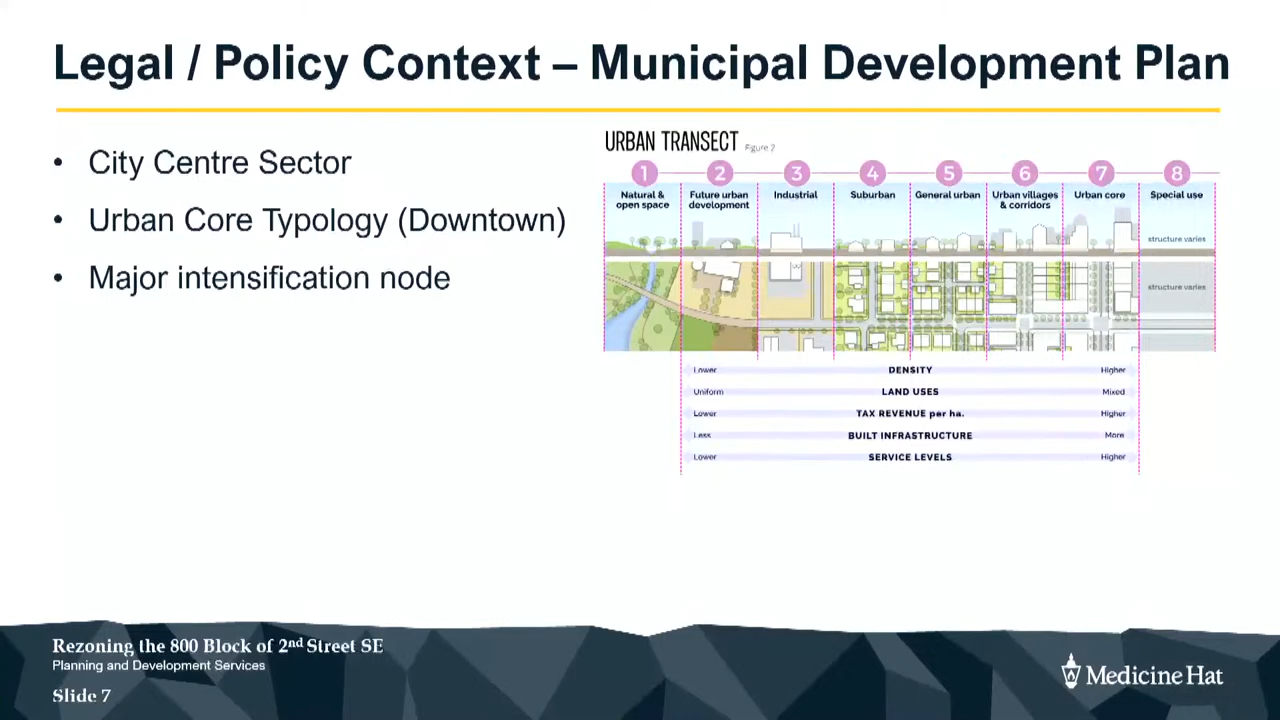 Legal / Policy Context – Municipal Development Plan
• City Centre Sector
• Urban Core Typology (Downtown)
• Major intensification node
URBAN TRANSECT Figure 2
1 2 3 4 5 6 7 8
Natural & open space
Future urban development
Industrial
Suburban
General urban
Urban villages & corridors
Urban core
Special use
structure varies
structure varies
Lower DENSITY Higher
Uniform LAND USES Mixed
Lower TAX REVENUE per ha. Higher
Less BUILT INFRASTRUCTURE More
Lower SERVICE LEVELS Higher
Rezoning the 800 Block of 2nd Street SE
Planning and Development Services
Slide 7
Medicine Hat